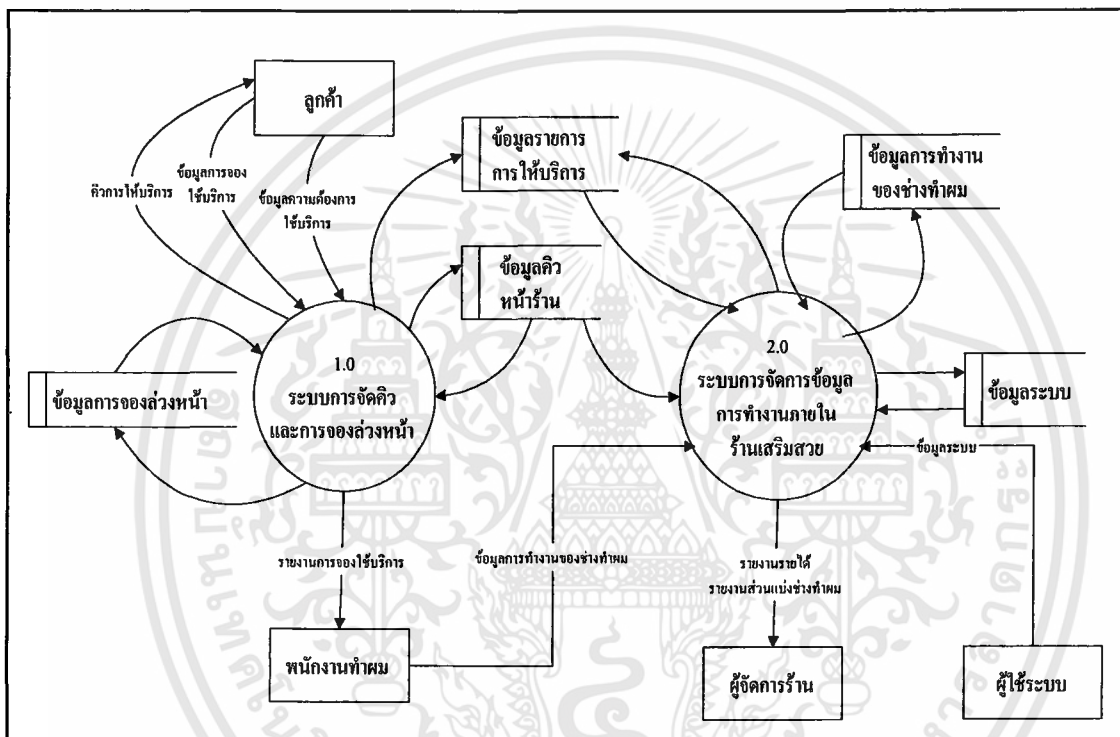 ลูกค้า
คิวการให้บริการ
ข้อมูลการจอง
ใช้บริการ
ข้อมูลความต้องการ
ใช้บริการ
ข้อมูลรายการ
การให้บริการ
ข้อมูลการทำงาน
ของช่างทำผม
ข้อมูลคิว
หน้าร้าน
ข้อมูลการจองล่วงหน้า
1.0
ระบบการจัดคิว
และการจองล่วงหน้า
2.0
ระบบการจัดการข้อมูล
การทำงานภายใน
ร้านเสริมสวย
ข้อมูลระบบ
ข้อมูลระบบ
รายงานการจองใช้บริการ
ข้อมูลการทำงานของช่างทำผม
รายงานรายได้
รายงานส่วนแบ่งช่างทำผม
พนักงานทำผม
ผู้จัดการร้าน
ผู้ใช้ระบบ